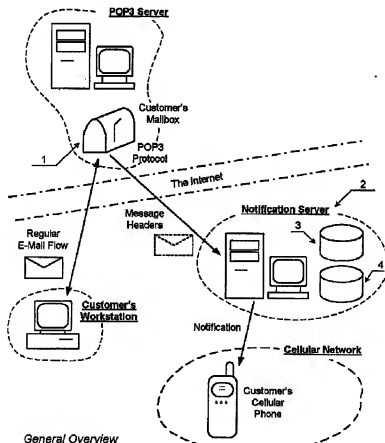 POP3 Server
Customer's
Mailbox
POP3
Protocol
1
The Internet
2
Message
Headers
Notification Server
3
4
Regular
E-Mail Flow
Customer's
Workstation
Notification
Cellular Network
Customer's
Cellular
Phone
General Overview